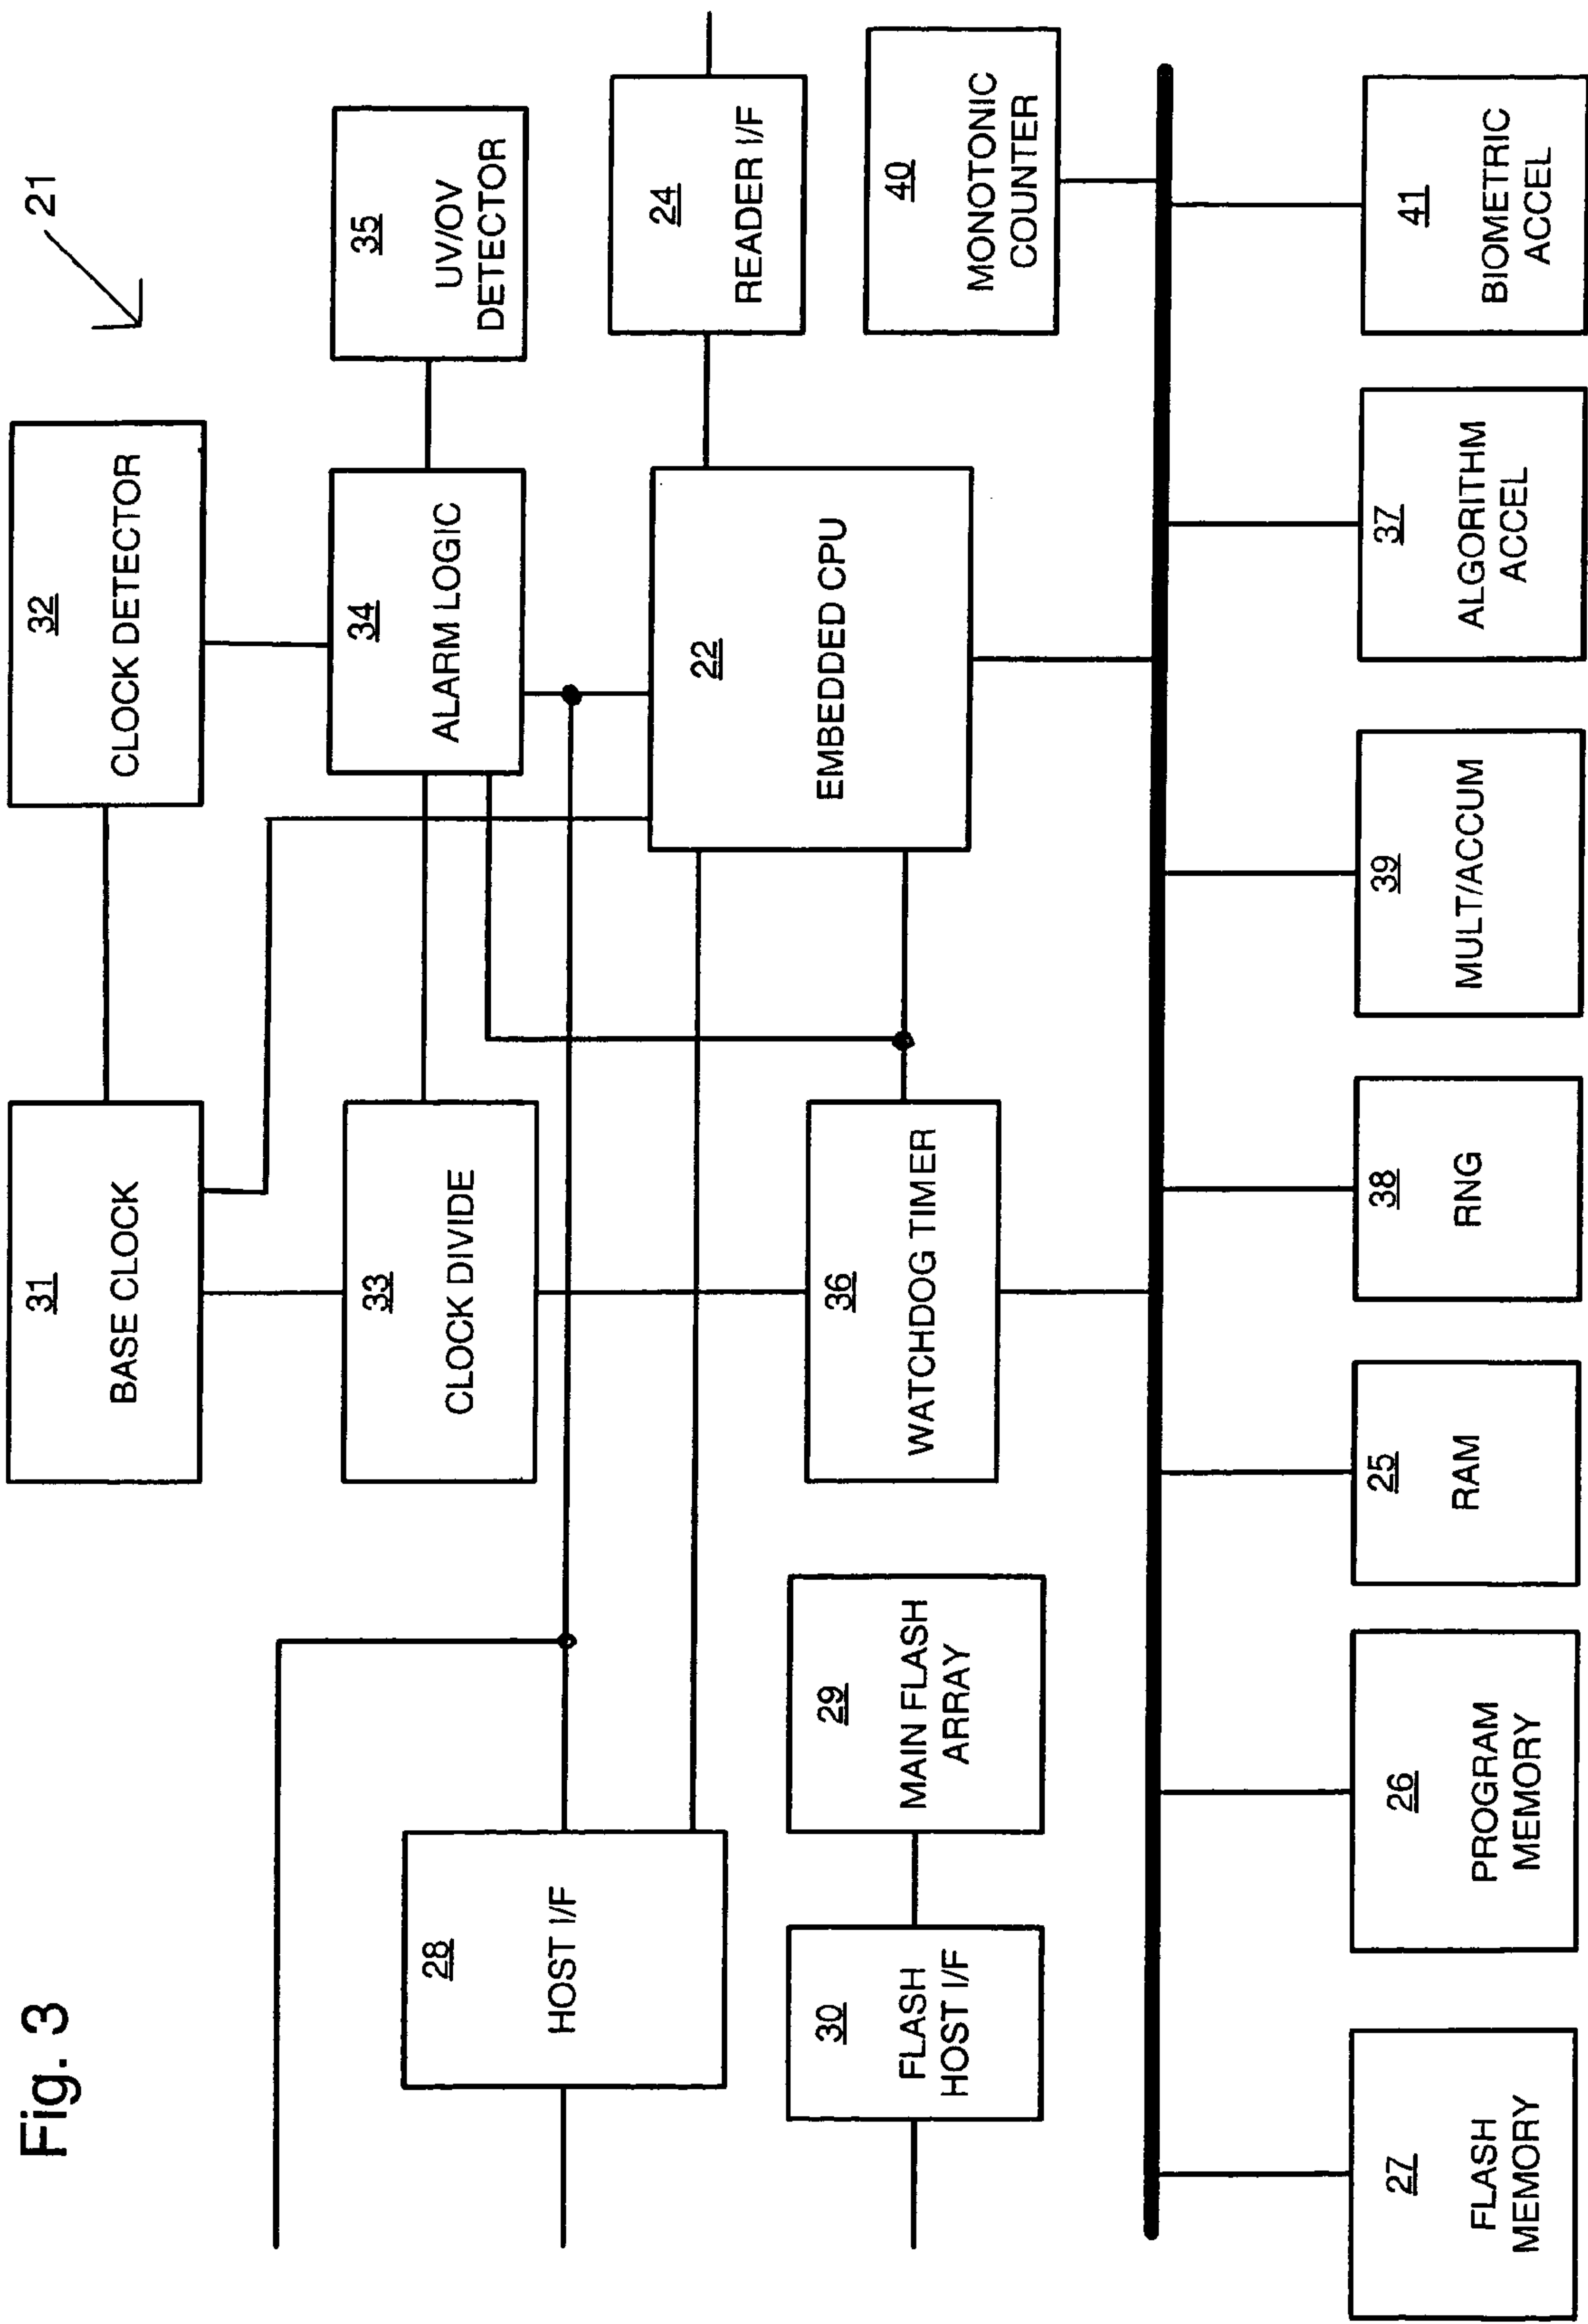 Fig. 3
21
31
BASE CLOCK
32
CLOCK DETECTOR
28
HOST I/F
33
CLOCK DIVIDE
34
ALARM LOGIC
35
UV/OV
DETECTOR
30
FLASH
HOST I/F
29
MAIN FLASH
ARRAY
36
WATCHDOG TIMER
22
EMBEDDED CPU
24
READER I/F
40
MONOTONIC
COUNTER
27
FLASH
MEMORY
26
PROGRAM
MEMORY
25
RAM
38
RNG
39
MULT/ACCUM
37
ALGORITHM
ACCEL
41
BIOMETRIC
ACCEL